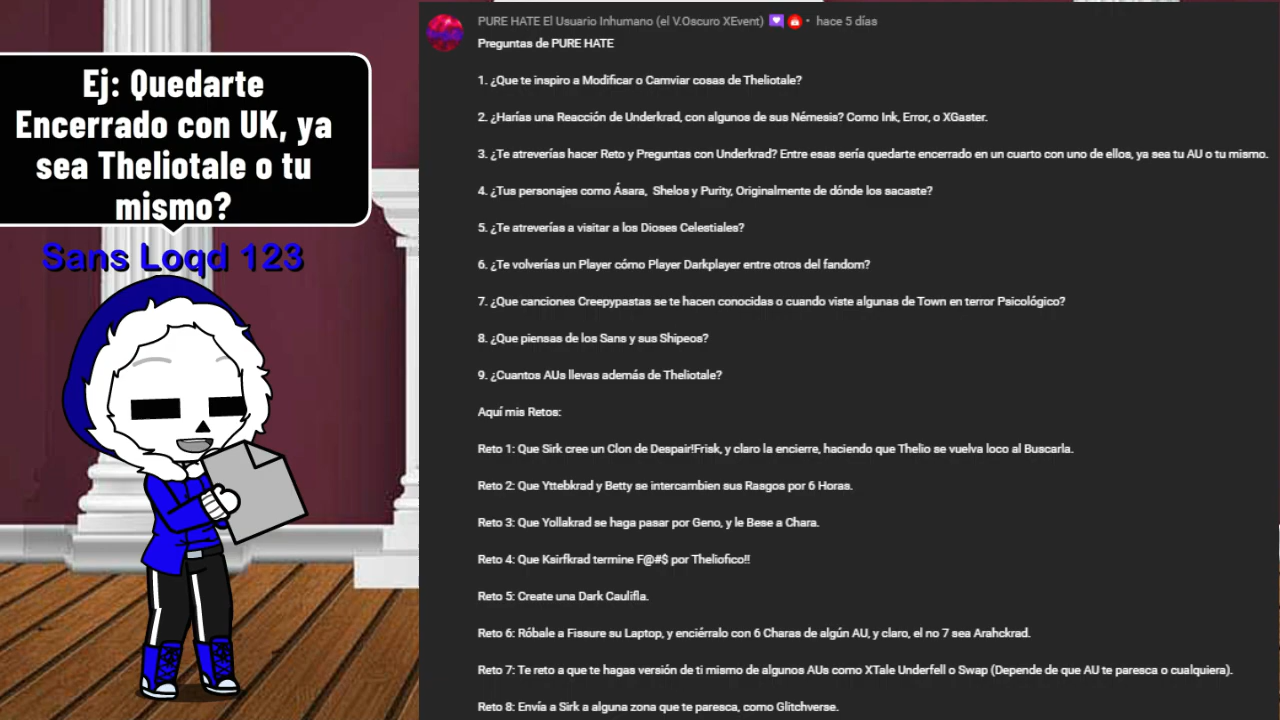 Ej: Quedarte
Encerrado con UK, ya
sea Theliotale o tu
mismo?
Sans Loqd 123
PURE HATE El Usuario Inhumano (el V.Oscuro XEvent) • hace 5 días
Preguntas de PURE HATE
1. ¿Que te inspiro a Modificar o Camviar cosas de Theliotale?
2. ¿Harías una Reacción de Underkrad, con algunos de sus Némesis? Como Ink, Error, o XGaster.
3. ¿Te atreverías hacer Reto y Preguntas con Underkrad? Entre esas sería quedarte encerrado en un cuarto con uno de ellos, ya sea tu AU o tu mismo.
4. ¿Tus personajes como Ásara, Shelos y Purity, Originalmente de dónde los sacaste?
5. ¿Te atreverías a visitar a los Dioses Celestiales?
6. ¿Te volverías un Player cómo Player Darkplayer entre otros del fandom?
7. ¿Que canciones Creepypastas se te hacen conocidas o cuando viste algunas de Town en terror Psicológico?
8. ¿Que piensas de los Sans y sus Shipeos?
9. ¿Cuantos AUs llevas además de Theliotale?
Aquí mis Retos:
Reto 1: Que Sirk cree un Clon de Despair!Frisk, y claro la encierre, haciendo que Thelio se vuelva loco al Buscarla.
Reto 2: Que Yttebkrad y Betty se intercambien sus Rasgos por 6 Horas.
Reto 3: Que Yollakrad se haga pasar por Geno, y le Bese a Chara.
Reto 4: Que Ksirfkrad termine F@#$ por Theliofico!!
Reto 5: Create una Dark Caulifla.
Reto 6: Róbale a Fissure su Laptop, y enciérralo con 6 Charas de algún AU, y claro, el no 7 sea Arahckrad.
Reto 7: Te reto a que te hagas versión de ti mismo de algunos AUs como XTale Underfell o Swap (Depende de que AU te paresca o cualquiera).
Reto 8: Envía a Sirk a alguna zona que te paresca, como Glitchverse.